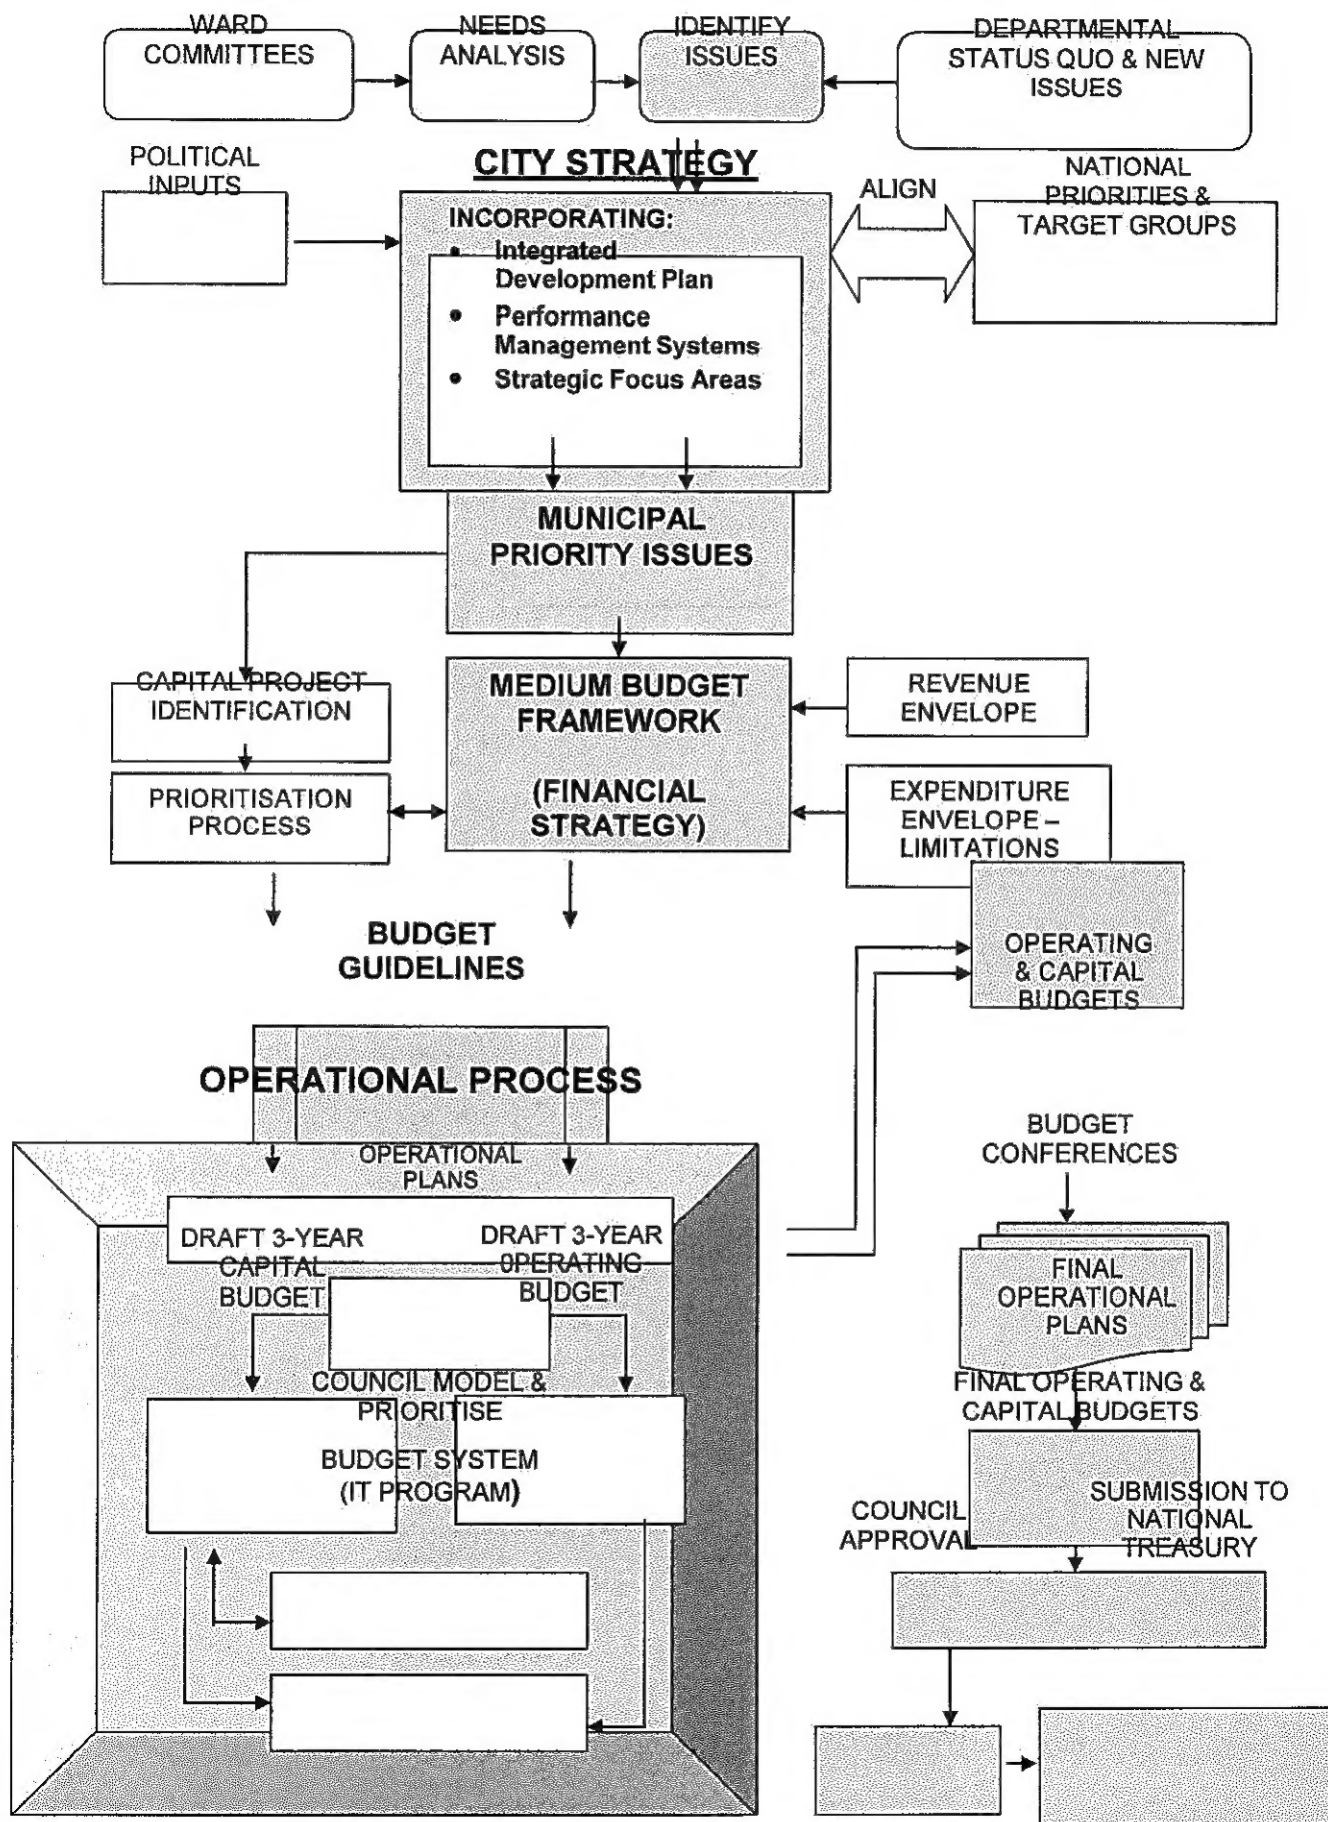 WARD
COMMITTEES
NEEDS
ANALYSIS
IDENTIFY
ISSUES
DEPARTMENTAL
STATUS QUO & NEW
ISSUES
POLITICAL
INPUTS
CITY STRATEGY
ALIGN
NATIONAL
PRIORITIES &
TARGET GROUPS
INCORPORATING:
• Integrated
Development Plan
• Performance
Management Systems
• Strategic Focus Areas
MUNICIPAL
PRIORITY ISSUES
CAPITAL PROJECT
IDENTIFICATION
MEDIUM BUDGET
FRAMEWORK
(FINANCIAL
STRATEGY)
REVENUE
ENVELOPE
PRIORITISATION
PROCESS
EXPENDITURE
ENVELOPE –
LIMITATIONS
BUDGET
GUIDELINES
OPERATING
& CAPITAL
BUDGETS
OPERATIONAL PROCESS
OPERATIONAL
PLANS
DRAFT 3-YEAR
CAPITAL
BUDGET
DRAFT 3-YEAR
0PERATING
BUDGET
COUNCIL MODEL &
PRIORITISE
BUDGET SYSTEM
(IT PROGRAM)
BUDGET
CONFERENCES
FINAL
OPERATIONAL
PLANS
FINAL OPERATING &
CAPITAL BUDGETS
COUNCIL
APPROVAL
SUBMISSION TO
NATIONAL
TREASURY